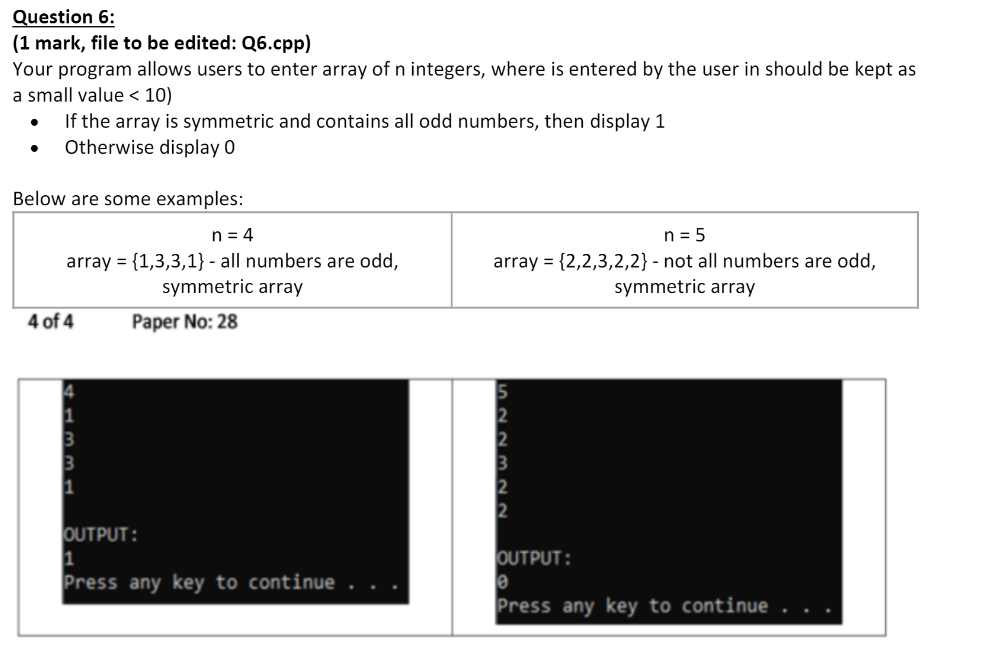 Question 6:
(1 mark, file to be edited: Q6.cpp)
Your program allows users to enter array of n integers, where is entered by the user in should be kept as
a small value < 10)
• If the array is symmetric and contains all odd numbers, then display 1
• Otherwise display 0
Below are some examples:
n = 4
array = {1,3,3,1} - all numbers are odd,
symmetric array
n = 5
array = {2,2,3,2,2} - not all numbers are odd,
symmetric array
4 of 4 Paper No: 28
4
1
3
3
1
OUTPUT:
1
Press any key to continue . . .
5
2
2
3
2
2
OUTPUT:
0
Press any key to continue . . .